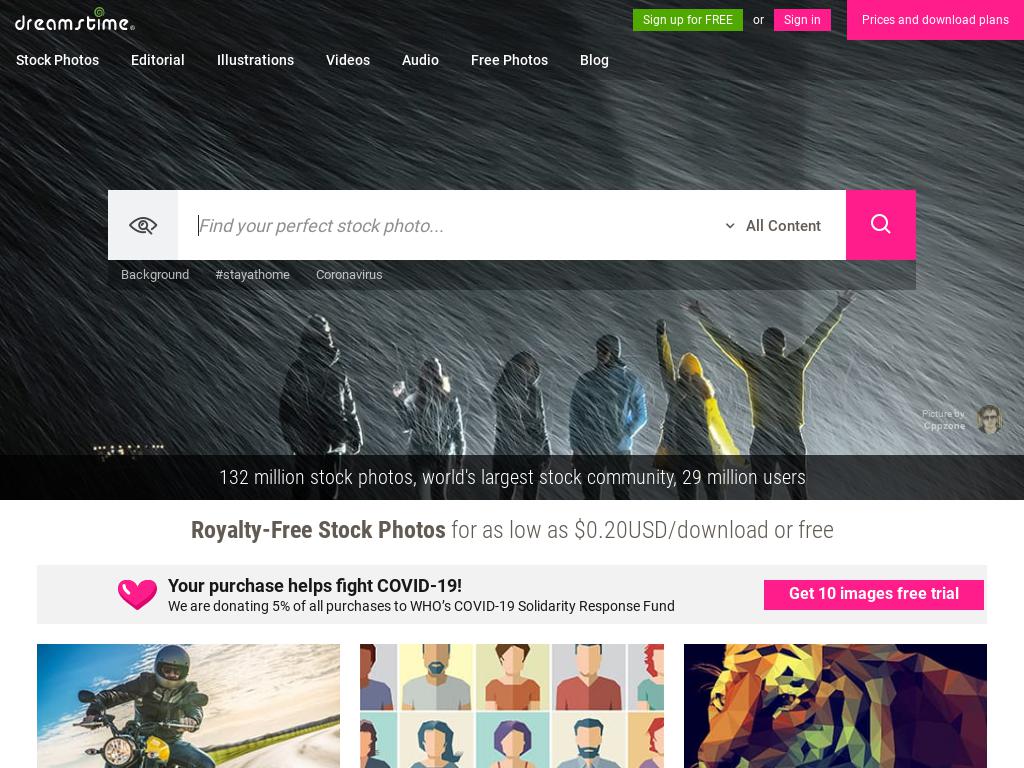 dreamstime®
Sign up for FREE or Sign in Prices and download plans
Stock Photos Editorial Illustrations Videos Audio Free Photos Blog
Find your perfect stock photo... All Content
Background #stayathome Coronavirus
Picture by
Cppzone
132 million stock photos, world's largest stock community, 29 million users
Royalty-Free Stock Photos for as low as $0.20USD/download or free
Your purchase helps fight COVID-19!
We are donating 5% of all purchases to WHO’s COVID-19 Solidarity Response Fund
Get 10 images free trial